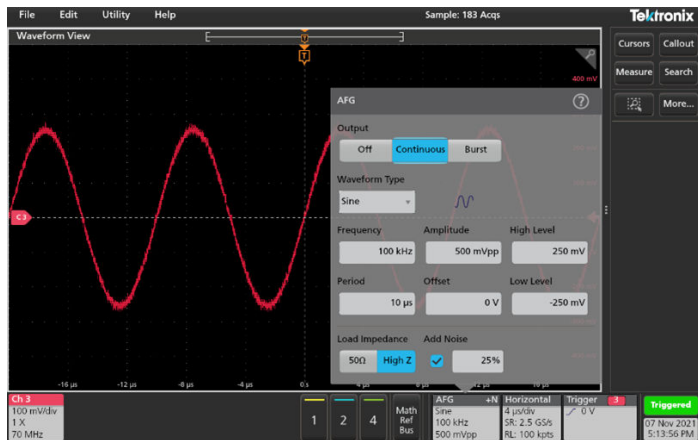 File Edit Utility Help Sample: 183 Acqs Tektronix
Waveform View
T
T
400 mV
Cursors Callout
Measure Search
More...
C3
AFG
Output
Off Continuous Burst
Waveform Type
Sine
Frequency Amplitude High Level
100 kHz 500 mVpp 250 mV
Period Offset Low Level
10 µs 0 V -250 mV
Load Impedance Add Noise
50Ω High Z 25%
-16 µs -12 µs -8 µs -4 µs 0 s
Ch 3
100 mV/div
1 X
70 MHz
1 2 4
Math
Ref
Bus
AFG +N
Sine
100 kHz
500 mVpp
Horizontal
4 µs/div
SR: 2.5 GS/s
RL: 100 kpts
Trigger 3
0 V
Triggered
07 Nov 2021
5:13:56 PM